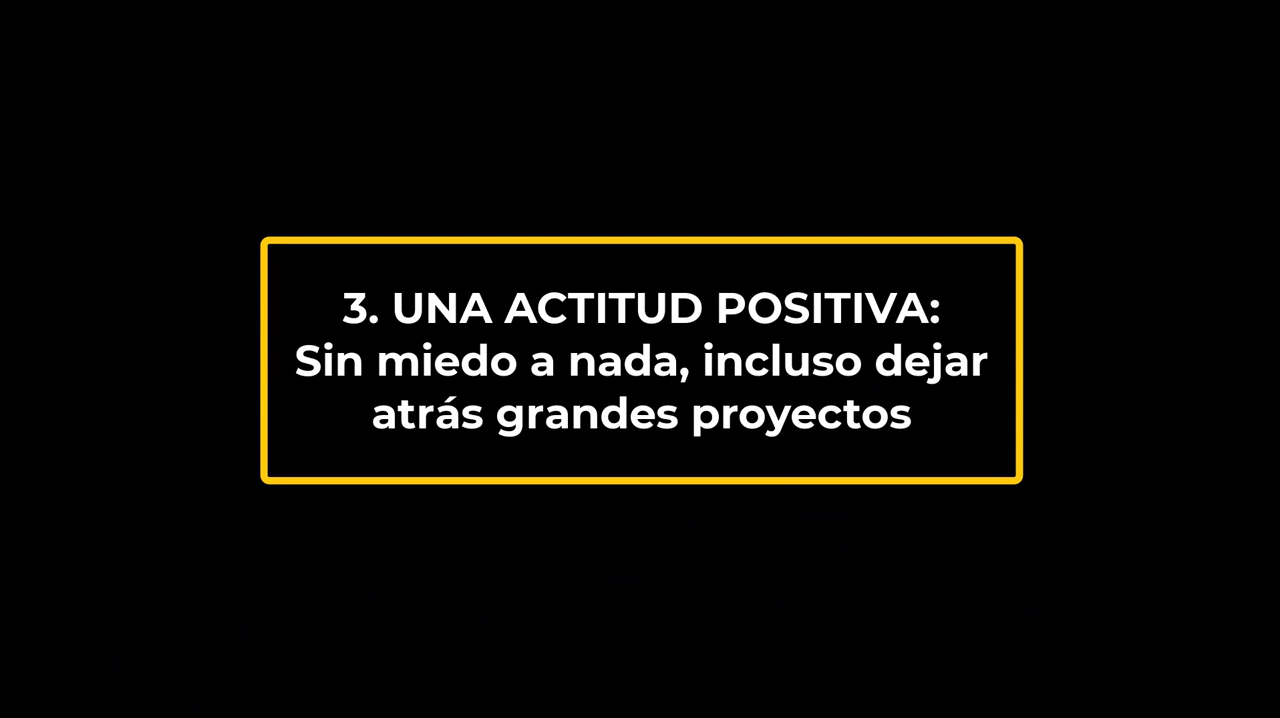 3. UNA ACTITUD POSITIVA:
Sin miedo a nada, incluso dejar
atrás grandes proyectos